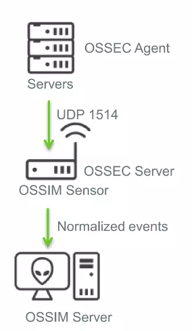 OSSEC Agent
Servers
UDP 1514
OSSEC Server
OSSIM Sensor
Normalized events
OSSIM Server